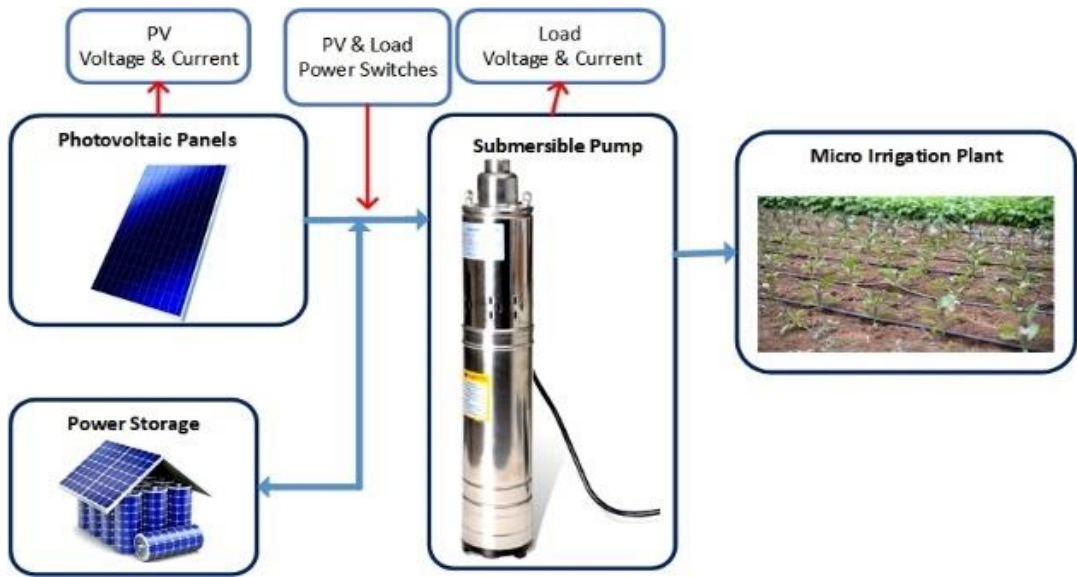 PV
Voltage & Current
PV & Load
Power Switches
Load
Voltage & Current
Photovoltaic Panels
Submersible Pump
Micro Irrigation Plant
Power Storage